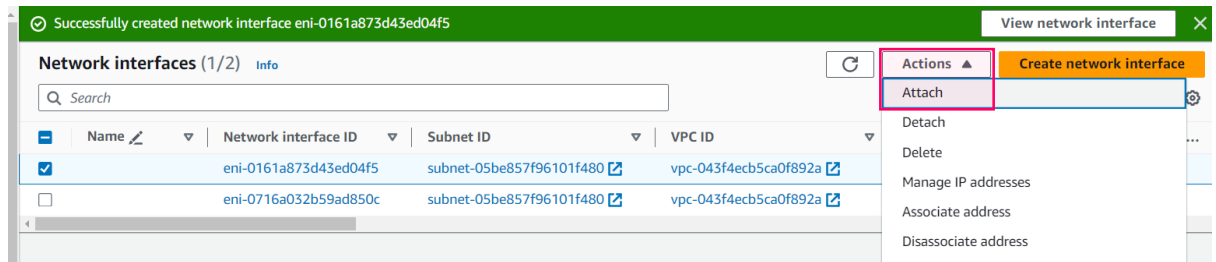 Successfully created network interface eni-0161a873d43ed04f5 View network interface
Network interfaces (1/2) Info Actions Create network interface
Search Attach
Detach
Name Network interface ID Subnet ID VPC ID ...
Delete
eni-0161a873d43ed04f5 subnet-05be857f96101f480 vpc-043f4ecb5ca0f892a
Manage IP addresses
eni-0716a032b59ad850c subnet-05be857f96101f480 vpc-043f4ecb5ca0f892a
Associate address
Disassociate address